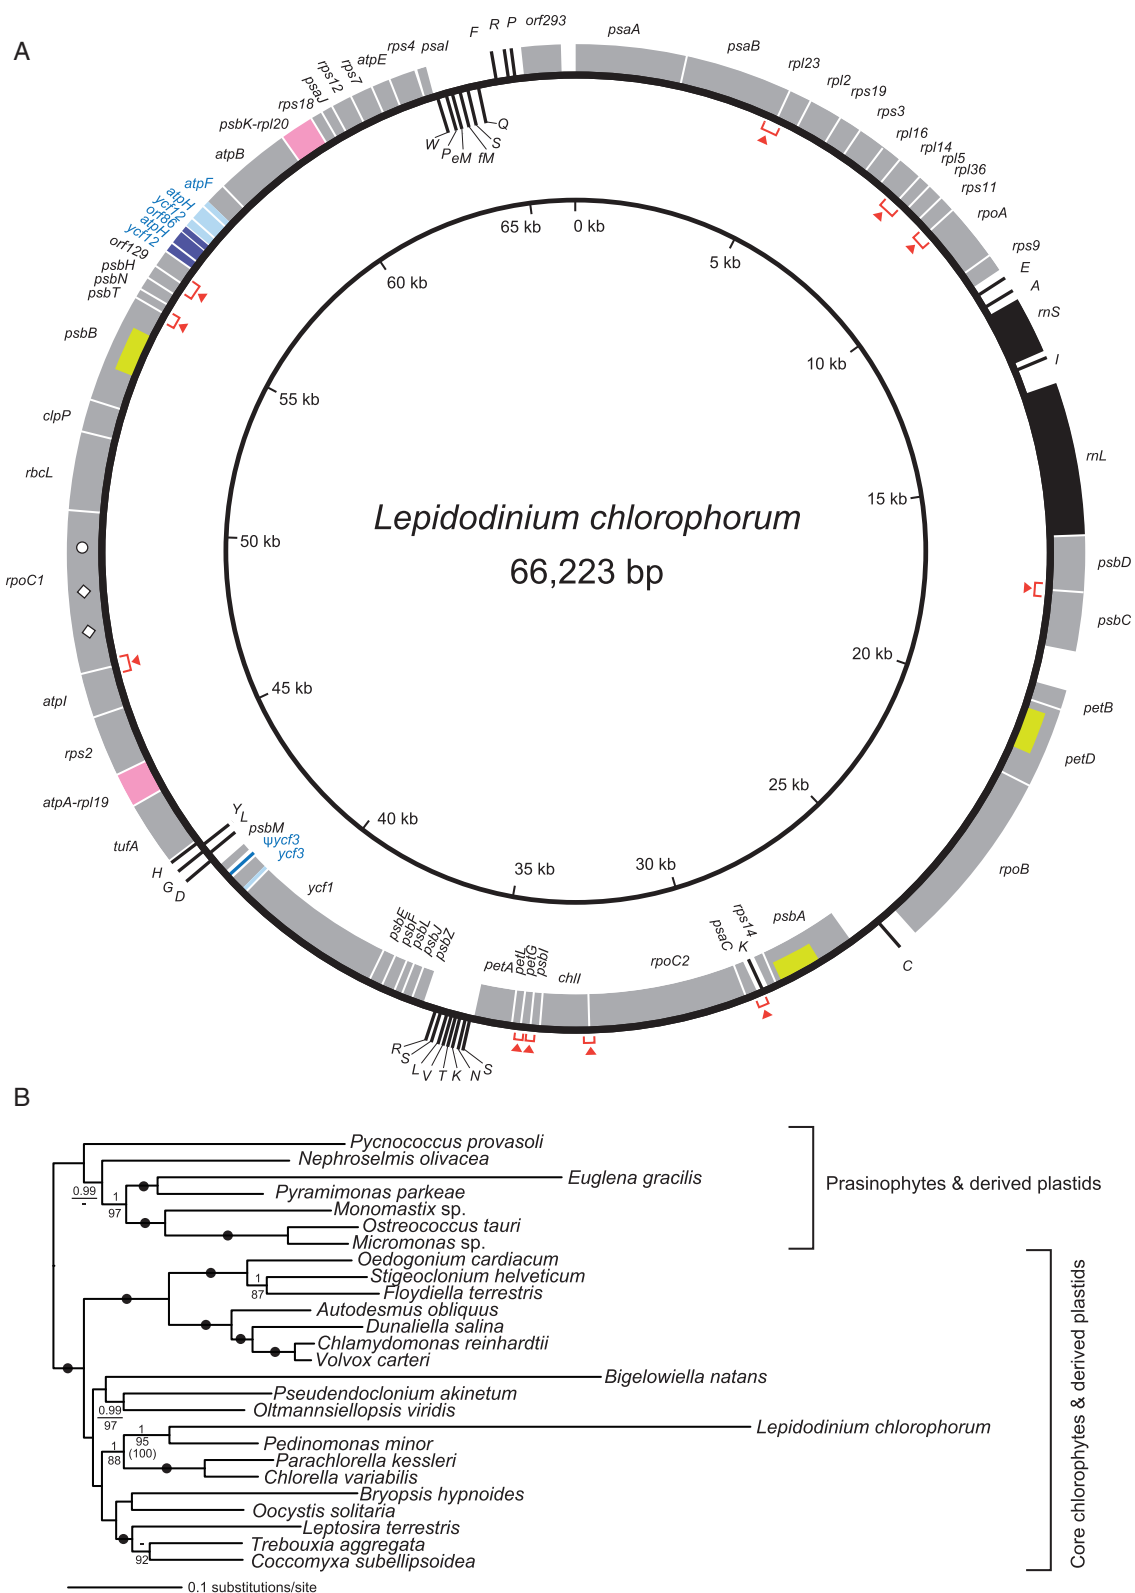 A
F
R
P
orf293
psaA
psaB
rpl23
rpl2
rps19
rps3
rpl16
rpl14
rpl5
rpl36
rps11
rpoA
rps9
E
A
rnS
I
rnL
psbD
psbC
petB
petD
rpoB
C
psbA
rps14
K
psaC
rpoC2
chlI
psbI
petG
petL
petA
S
N
K
T
V
L
S
R
psbZ
psbJ
psbL
psbF
psbE
ycf1
ycf3
ψycf3
psbM
L
Y
D
G
H
tufA
atpA-rpl19
rps2
atpI
rpoC1
rbcL
clpP
psbB
psbT
psbN
psbH
orf129
ycf12
atpH
orf86
ycf12
atpH
atpF
atpB
psbK-rpl20
rps18
psaJ
rps12
rps7
atpE
rps4
psaI
W
P
eM
fM
S
Q
0 kb
5 kb
10 kb
15 kb
20 kb
25 kb
30 kb
35 kb
40 kb
45 kb
50 kb
55 kb
60 kb
65 kb
Lepidodinium chlorophorum
66,223 bp
B
Pycnococcus provasoli
Nephroselmis olivacea
Euglena gracilis
Pyramimonas parkeae
Monomastix sp.
Ostreococcus tauri
Micromonas sp.
Oedogonium cardiacum
Stigeoclonium helveticum
Floydiella terrestris
Autodesmus obliquus
Dunaliella salina
Chlamydomonas reinhardtii
Volvox carteri
Bigelowiella natans
Pseudendoclonium akinetum
Oltmannsiellopsis viridis
Lepidodinium chlorophorum
Pedinomonas minor
Parachlorella kessleri
Chlorella variabilis
Bryopsis hypnoides
Oocystis solitaria
Leptosira terrestris
Trebouxia aggregata
Coccomyxa subellipsoidea
0.99
-
1
97
1
87
0.99
97
1
95
(100)
1
88
-
92
Prasinophytes & derived plastids
Core chlorophytes & derived plastids
0.1 substitutions/site